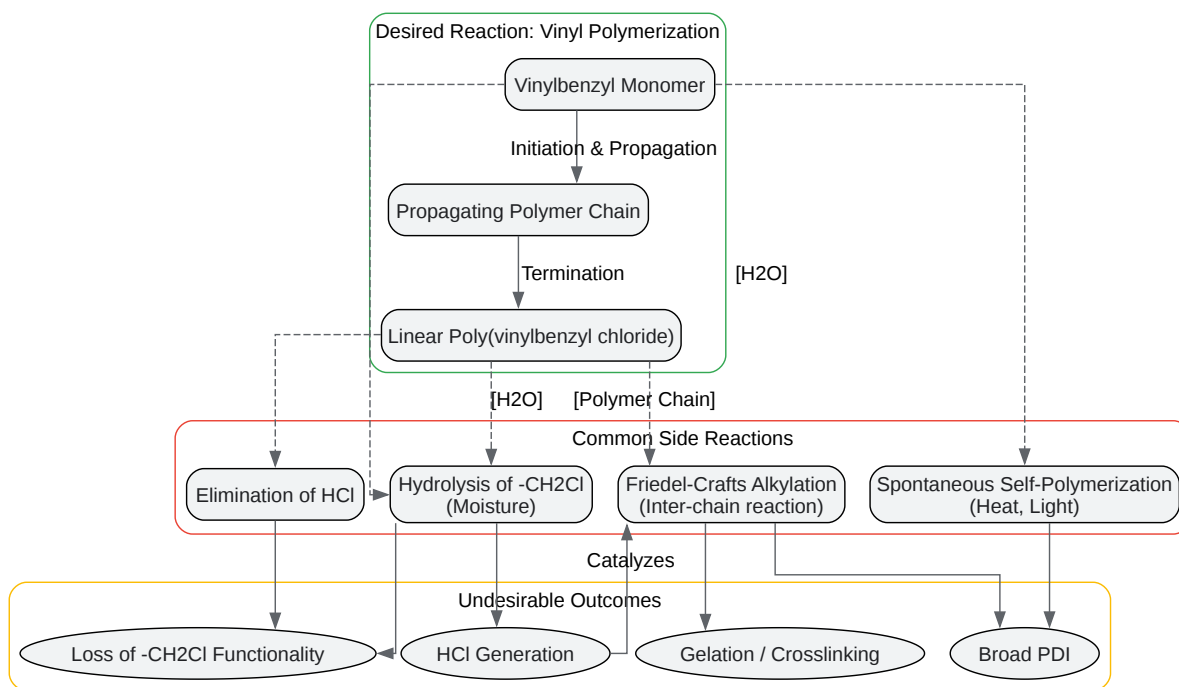 Desired Reaction: Vinyl Polymerization
Vinylbenzyl Monomer
Initiation & Propagation
Propagating Polymer Chain
Termination
[H2O]
Linear Poly(vinylbenzyl chloride)
[H2O]
[Polymer Chain]
Common Side Reactions
Elimination of HCl
Hydrolysis of -CH2Cl
(Moisture)
Friedel-Crafts Alkylation
(Inter-chain reaction)
Spontaneous Self-Polymerization
(Heat, Light)
Catalyzes
Undesirable Outcomes
Loss of -CH2Cl Functionality
HCl Generation
Gelation / Crosslinking
Broad PDI